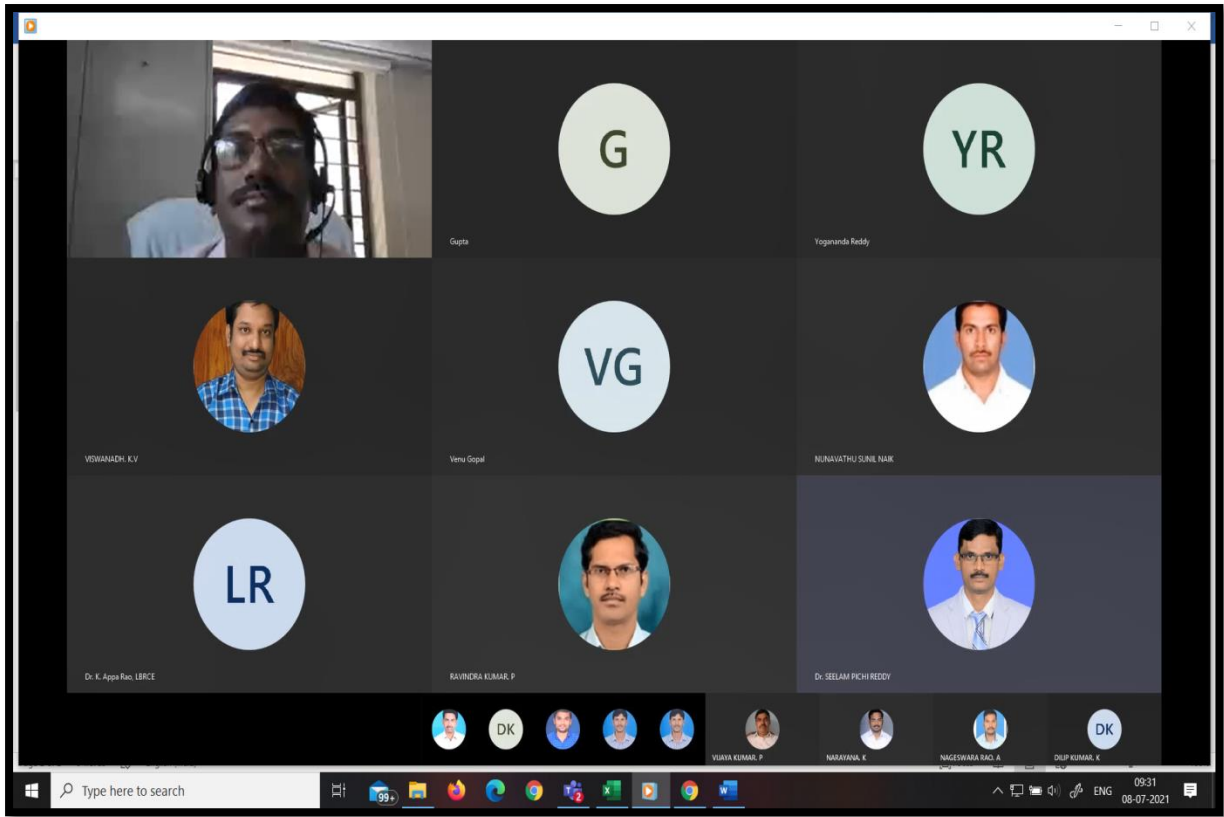 G
YR
Gupta
Yogananda Reddy
VG
VISWANADH. K.V
Venu Gopal
NUNAVATHU SUNIL NAIK
LR
Dr. K. Appa Rao, LBRCE
RAVINDRA KUMAR. P
Dr. SEELAM PICHI REDDY
DK
DK
VIJAYA KUMAR. P
NARAYANA. K
NAGESWARA RAO. A
DILIP KUMAR. K
Type here to search
99+
ENG
09:31
08-07-2021